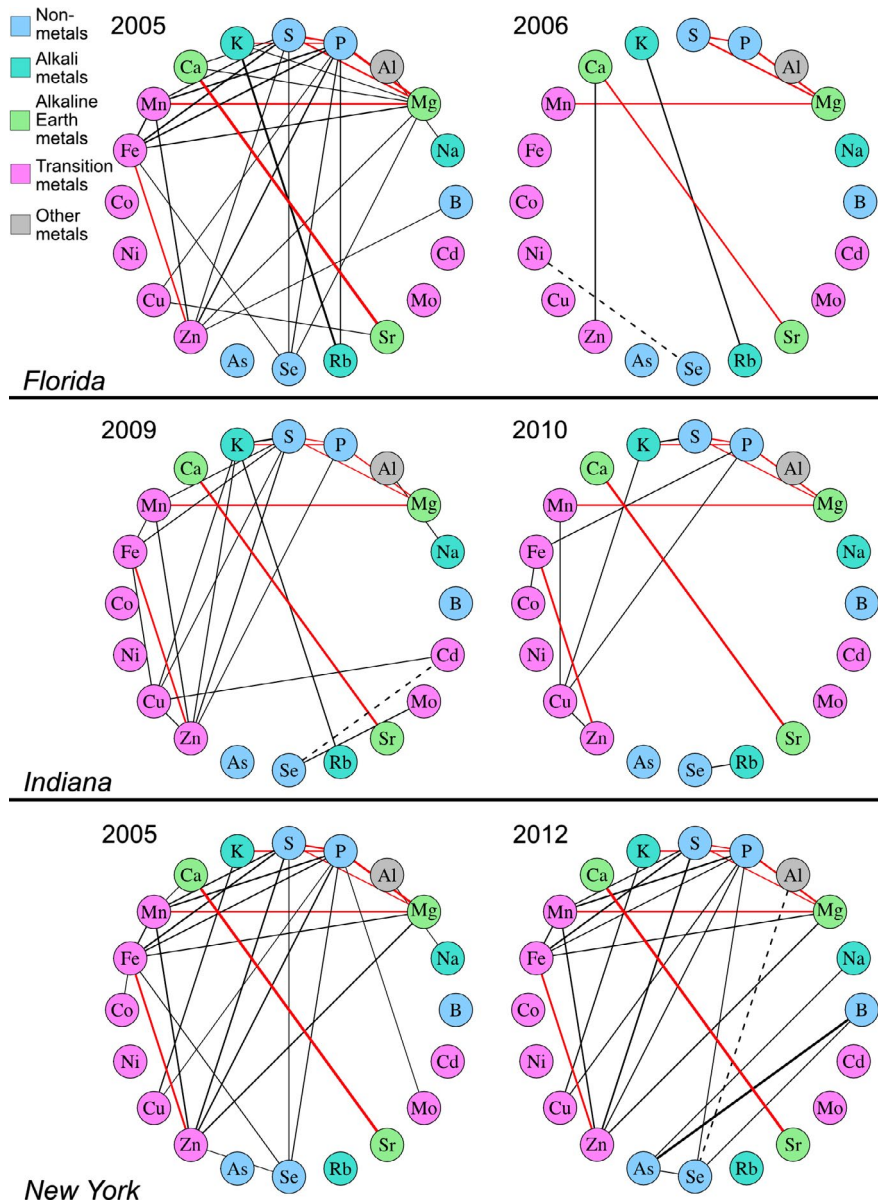 Non-
metals
Alkali
metals
Alkaline
Earth
metals
Transition
metals
Other
metals
2005
K
S
P
Al
Mg
Na
B
Cd
Mo
Sr
Rb
Se
As
Zn
Cu
Ni
Co
Fe
Mn
Ca
2006
K
S
P
Al
Mg
Na
B
Cd
Mo
Sr
Rb
Se
As
Zn
Cu
Ni
Co
Fe
Mn
Ca
Florida
2009
K
S
P
Al
Mg
Na
B
Cd
Mo
Sr
Rb
Se
As
Zn
Cu
Ni
Co
Fe
Mn
Ca
2010
K
S
P
Al
Mg
Na
B
Cd
Mo
Sr
Rb
Se
As
Zn
Cu
Ni
Co
Fe
Mn
Ca
Indiana
2005
K
S
P
Al
Mg
Na
B
Cd
Mo
Sr
Rb
Se
As
Zn
Cu
Ni
Co
Fe
Mn
Ca
2012
K
S
P
Al
Mg
Na
B
Cd
Mo
Sr
Rb
Se
As
Zn
Cu
Ni
Co
Fe
Mn
Ca
New York